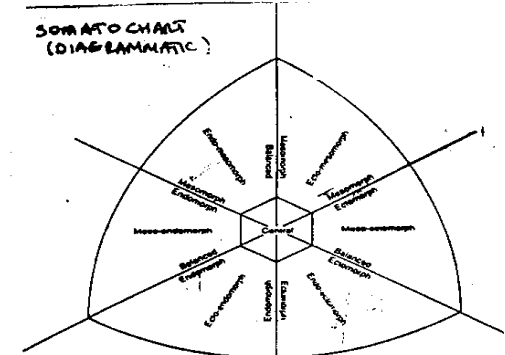 SOMATO CHART
(DIAGRAMMATIC)
Endo-mesomorph
Balanced
Mesomorph
Ecto-mesomorph
Mesomorph
Endomorph
Mesomorph
Ectomorph
Meso-endomorph
Central
Meso-ectomorph
Balanced
Endomorph
Balanced
Ectomorph
Ecto-endomorph
Endomorph
Ectomorph
Endo-ectomorph